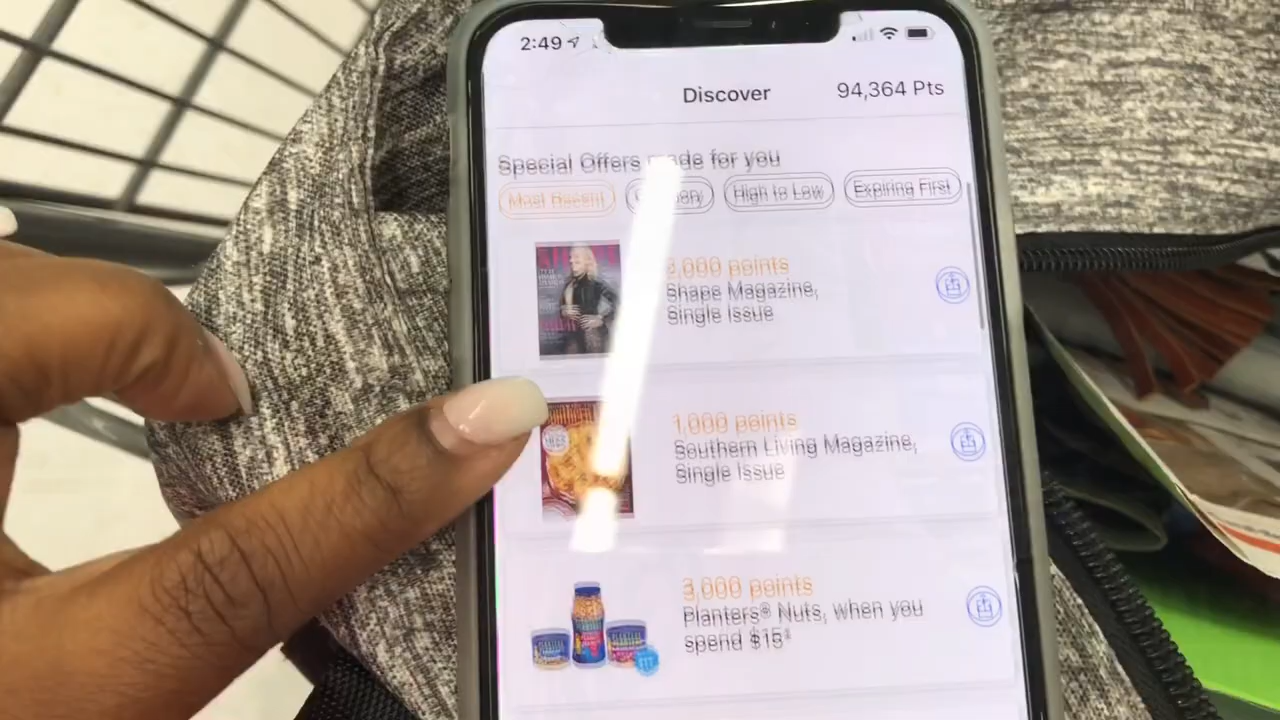 2:49
Discover
94,364 Pts
Special Offers made for you
Most Recent
High to Low
Expiring First
points
Shape Magazine,
Single Issue
1,000 points
Southern Living Magazine,
Single Issue
3,000 points
Planters® Nuts, when you
spend $15‡